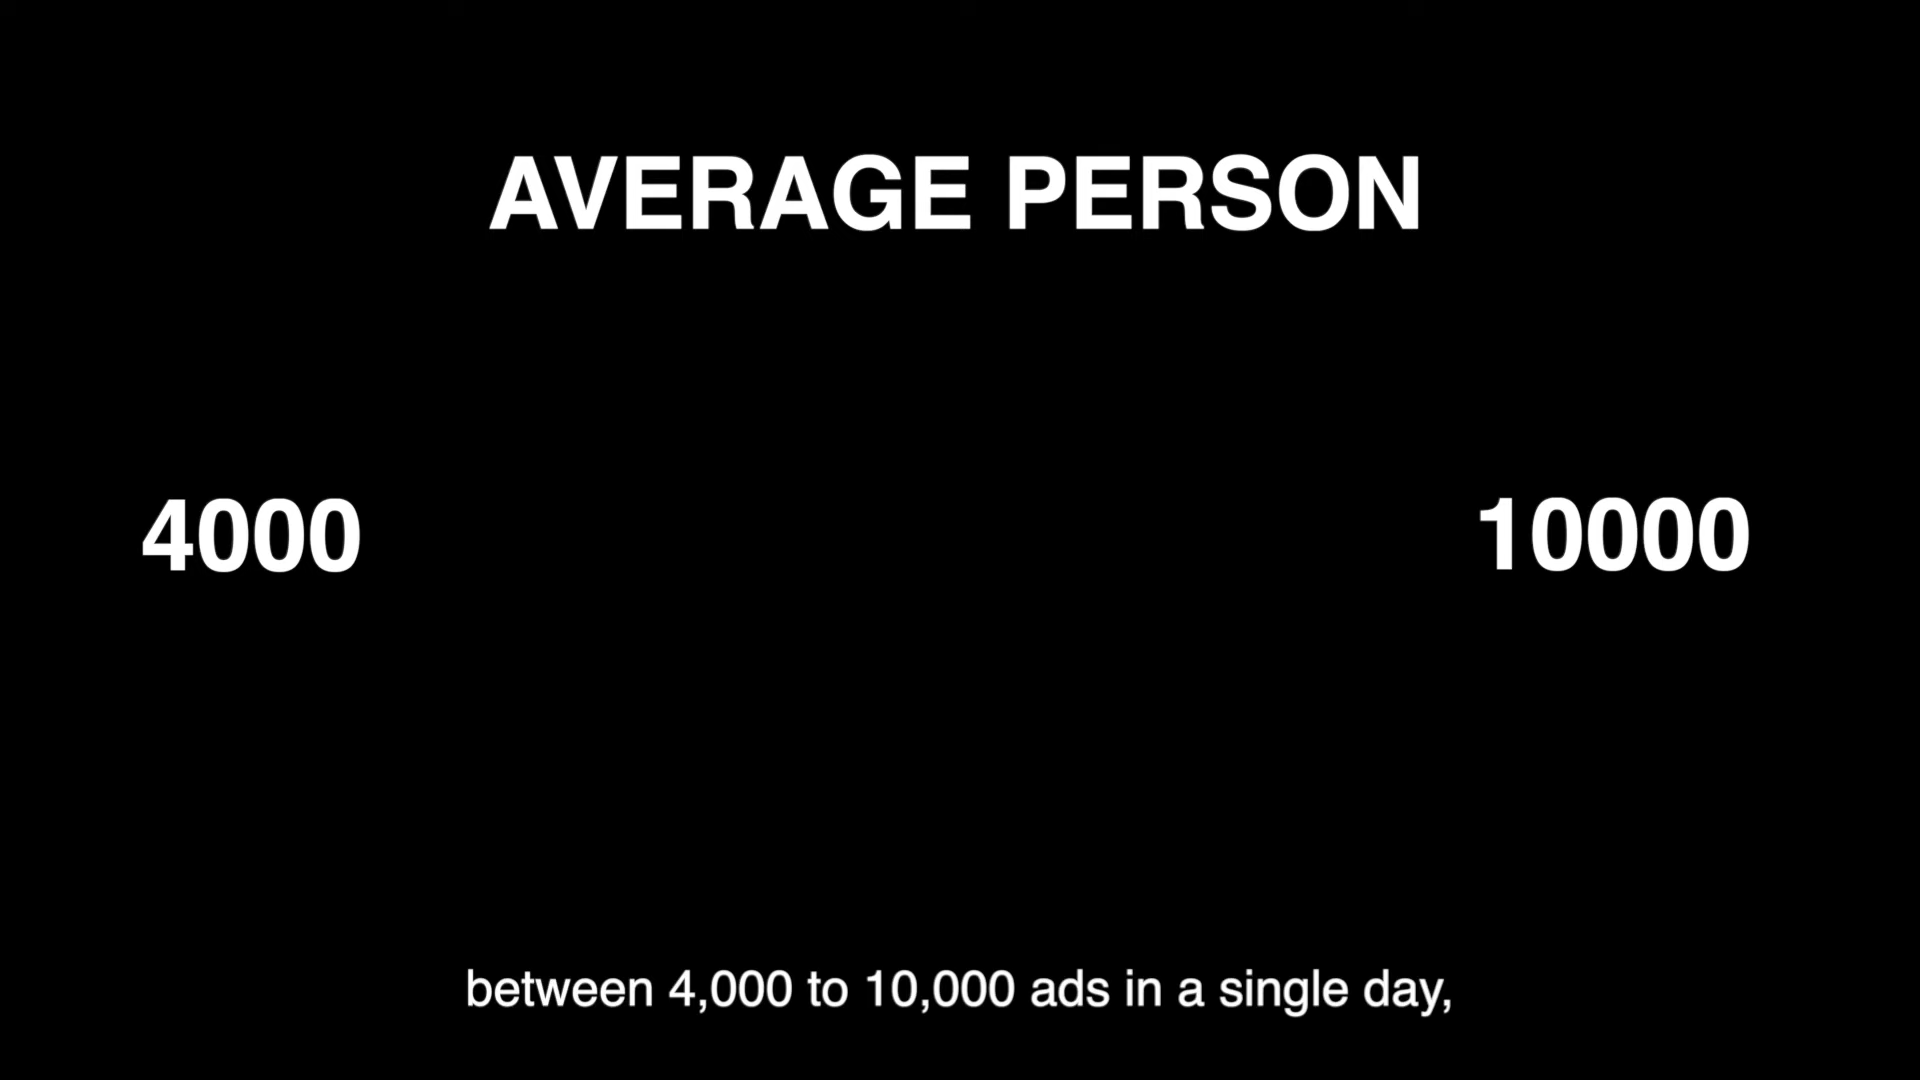 AVERAGE PERSON
4000
10000
between 4,000 to 10,000 ads in a single day,